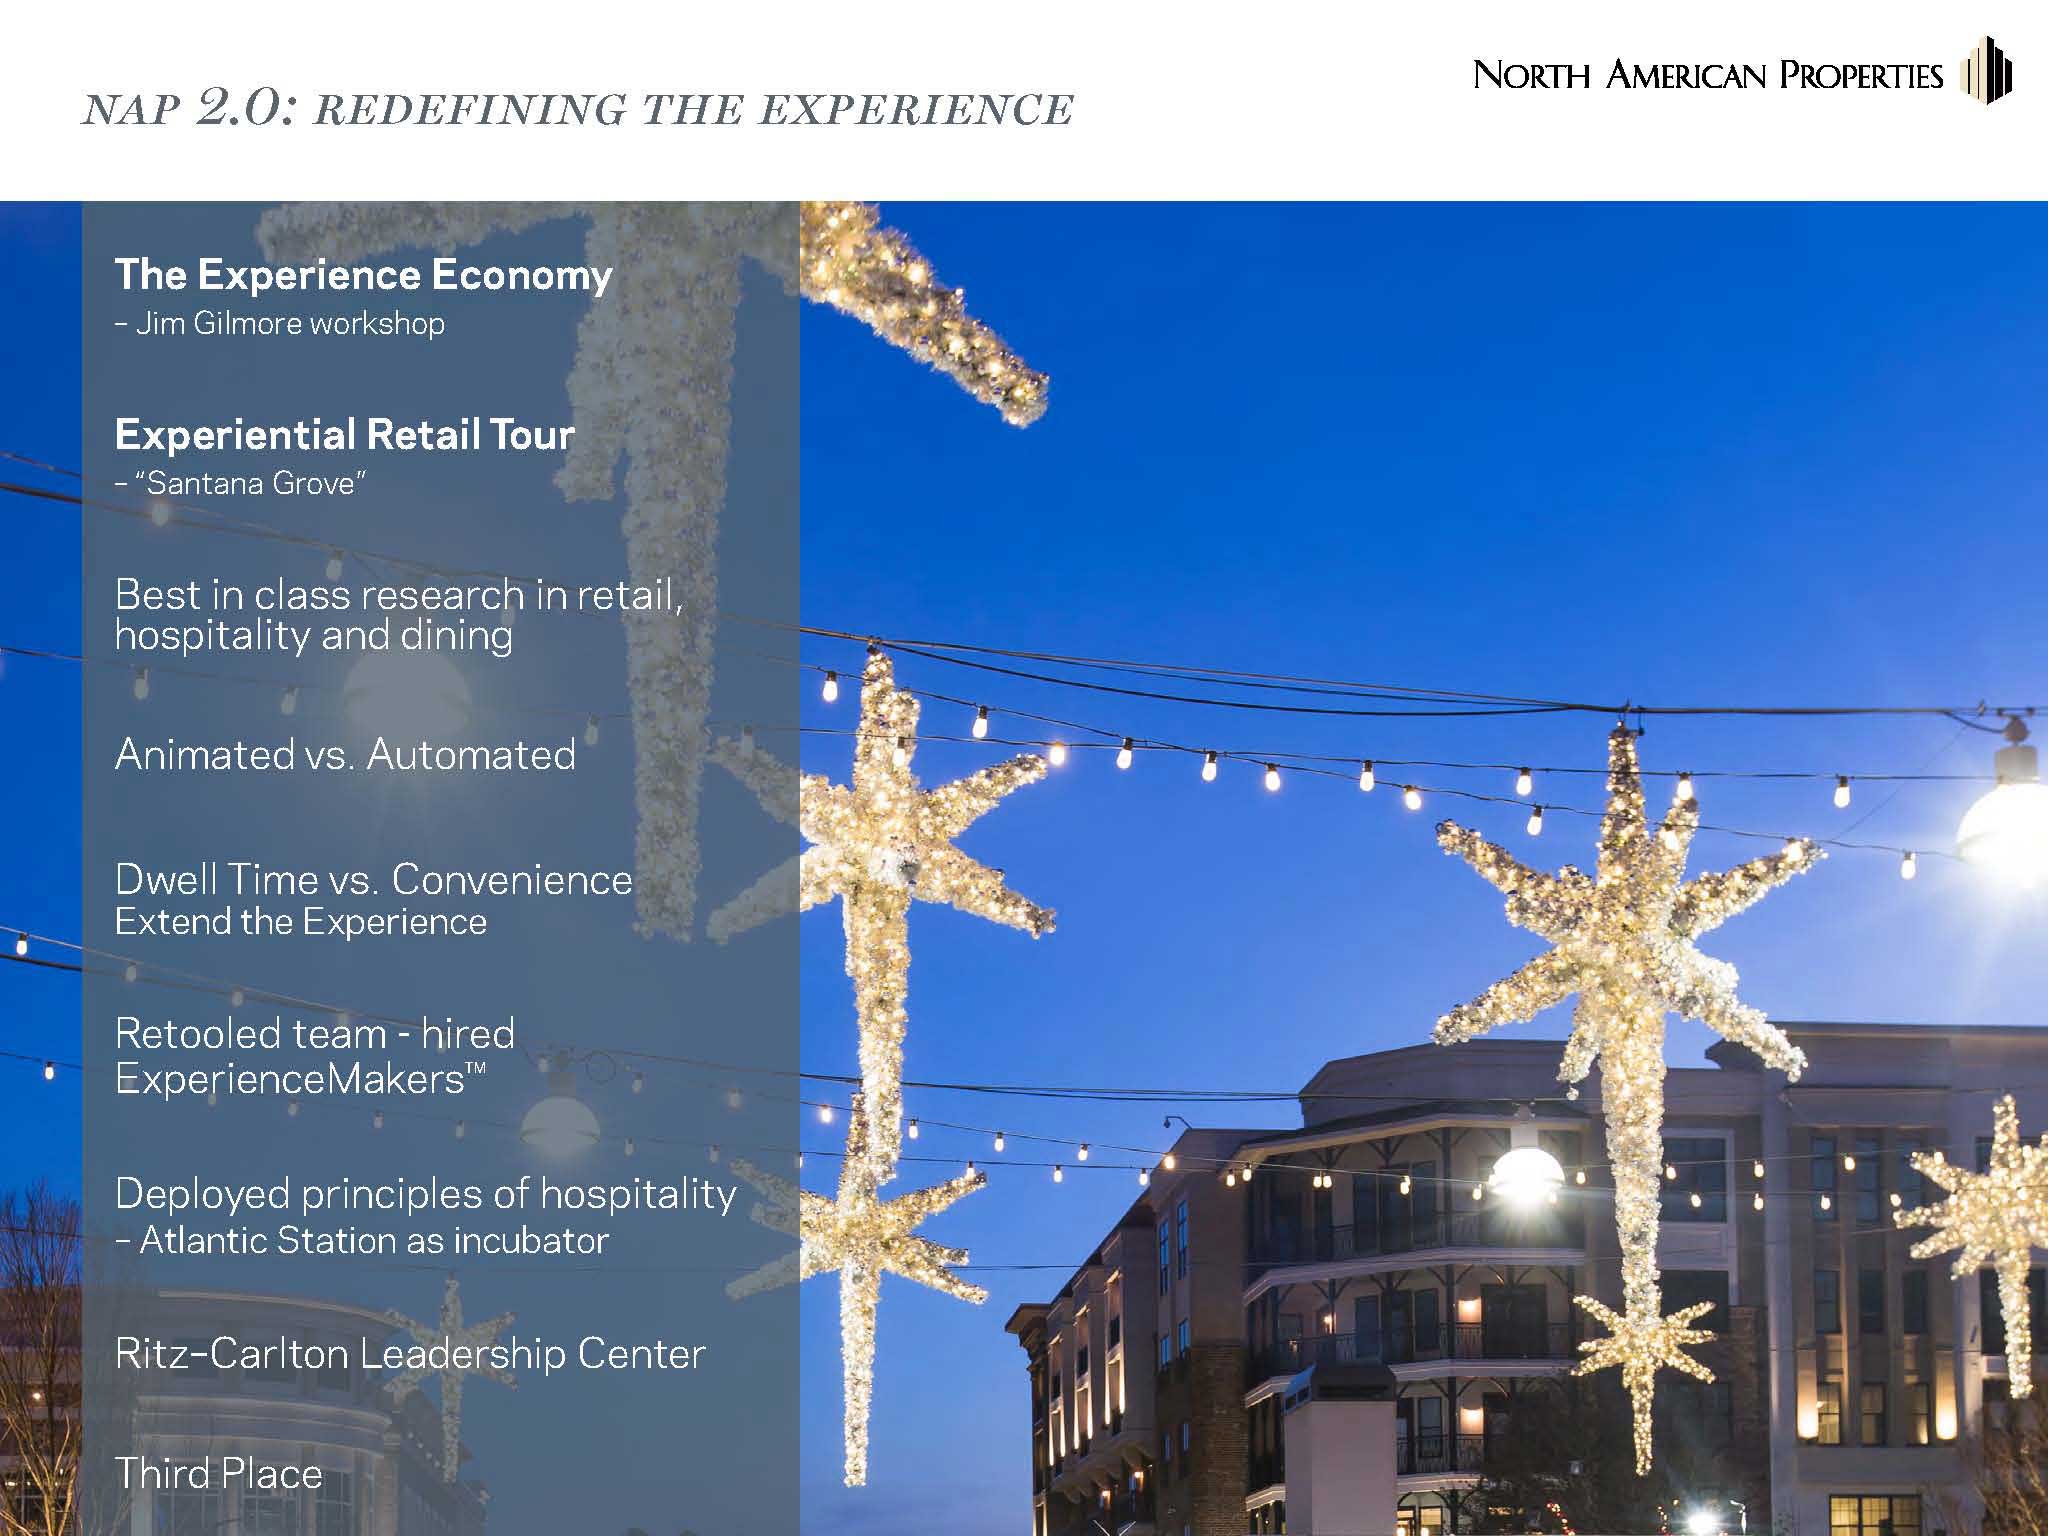 NAP 2.0: REDEFINING THE EXPERIENCE
NORTH AMERICAN PROPERTIES
The Experience Economy
– Jim Gilmore workshop
Experiential Retail Tour
– “Santana Grove”
Best in class research in retail,
hospitality and dining
Animated vs. Automated
Dwell Time vs. Convenience
Extend the Experience
Retooled team - hired
ExperienceMakers™
Deployed principles of hospitality
– Atlantic Station as incubator
Ritz-Carlton Leadership Center
Third Place